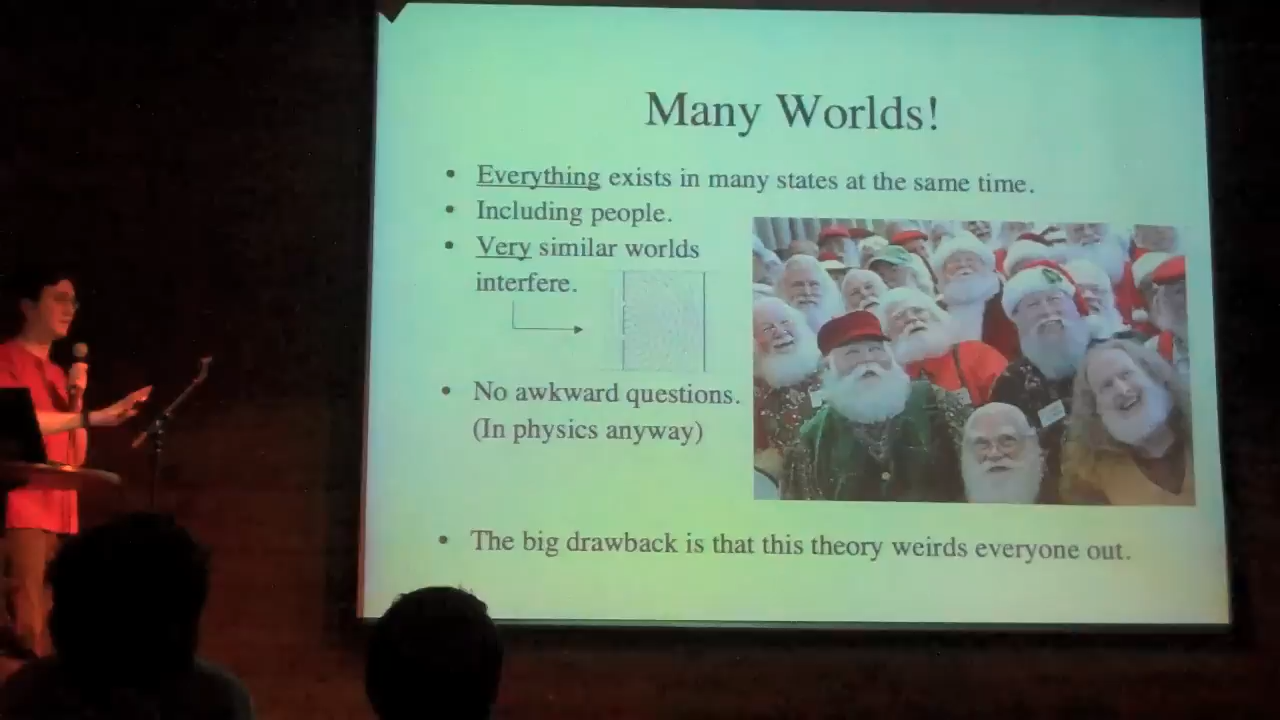 Many Worlds!
• Everything exists in many states at the same time.
• Including people.
• Very similar worlds
interfere.
• No awkward questions.
(In physics anyway)
• The big drawback is that this theory weirds everyone out.